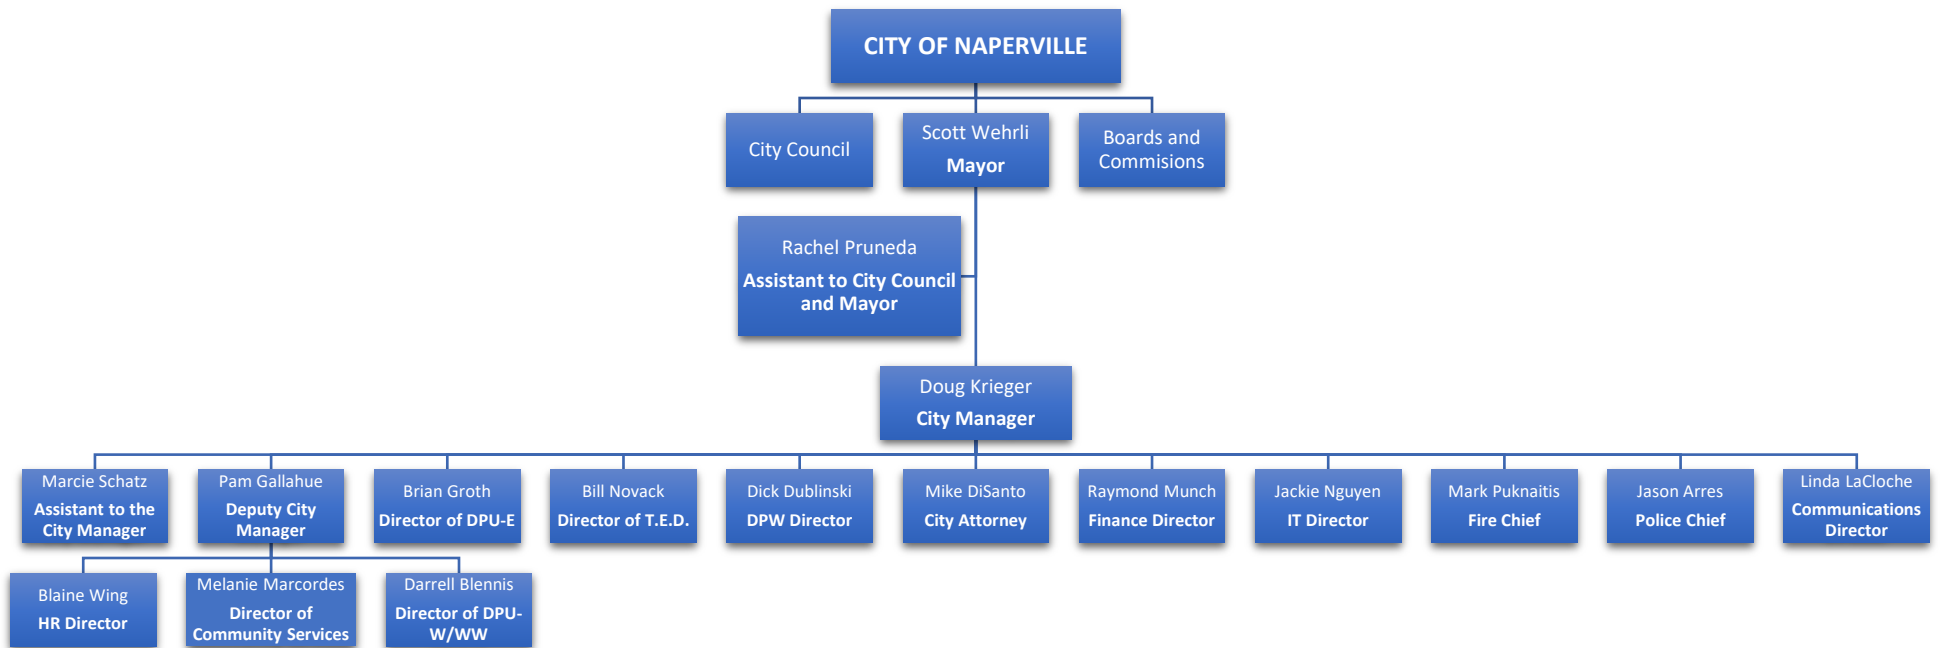 CITY OF NAPERVILLE
City Council
Scott Wehrli
Mayor
Boards and
Commisions
Rachel Pruneda
Assistant to City Council
and Mayor
Doug Krieger
City Manager
Marcie Schatz
Assistant to the
City Manager
Pam Gallahue
Deputy City
Manager
Brian Groth
Director of DPU-E
Bill Novack
Director of T.E.D.
Dick Dublinski
DPW Director
Mike DiSanto
City Attorney
Raymond Munch
Finance Director
Jackie Nguyen
IT Director
Mark Puknaitis
Fire Chief
Jason Arres
Police Chief
Linda LaCloche
Communications
Director
Blaine Wing
HR Director
Melanie Marcordes
Director of
Community Services
Darrell Blennis
Director of DPU-
W/WW